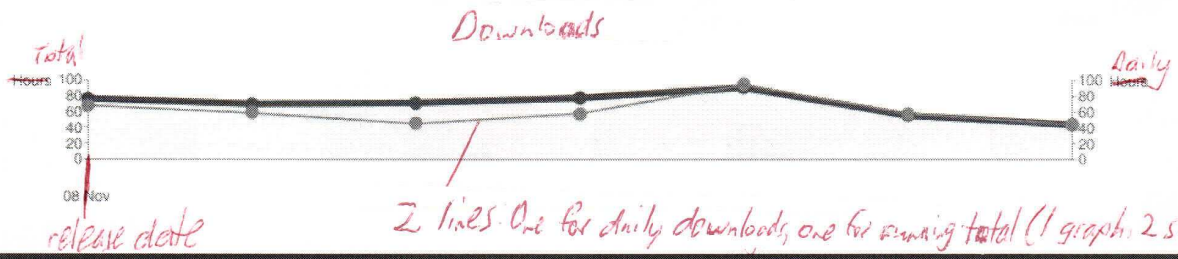 Downloads
Total
Hours
Daily
Hours
100
80
60
40
20
0
100
80
60
40
20
0
08 Nov
release date
2 lines. One for daily downloads, one for running total (1 graph, 2 s